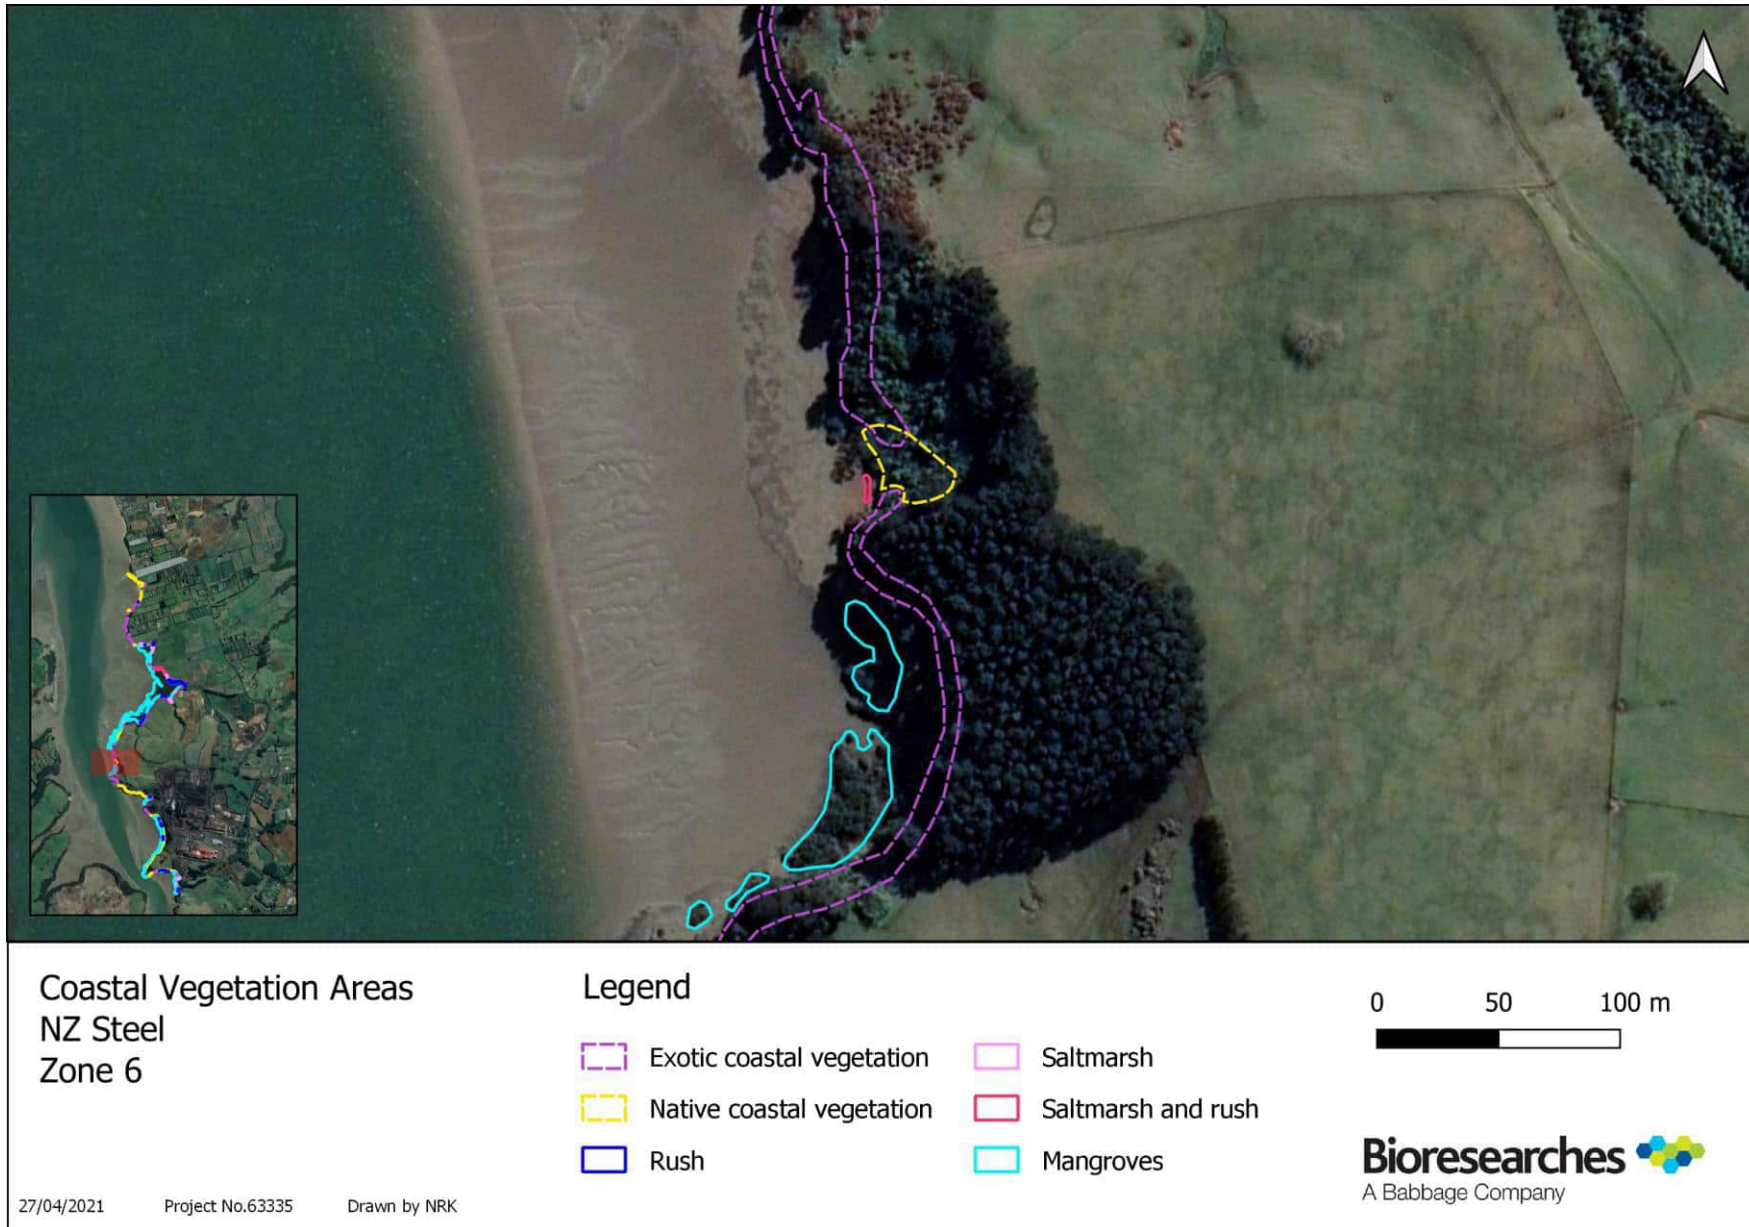 Coastal Vegetation Areas
NZ Steel
Zone 6
27/04/2021 Project No.63335 Drawn by NRK
Legend
Exotic coastal vegetation
Native coastal vegetation
Rush
Saltmarsh
Saltmarsh and rush
Mangroves
0 50 100 m
Bioresearches
A Babbage Company